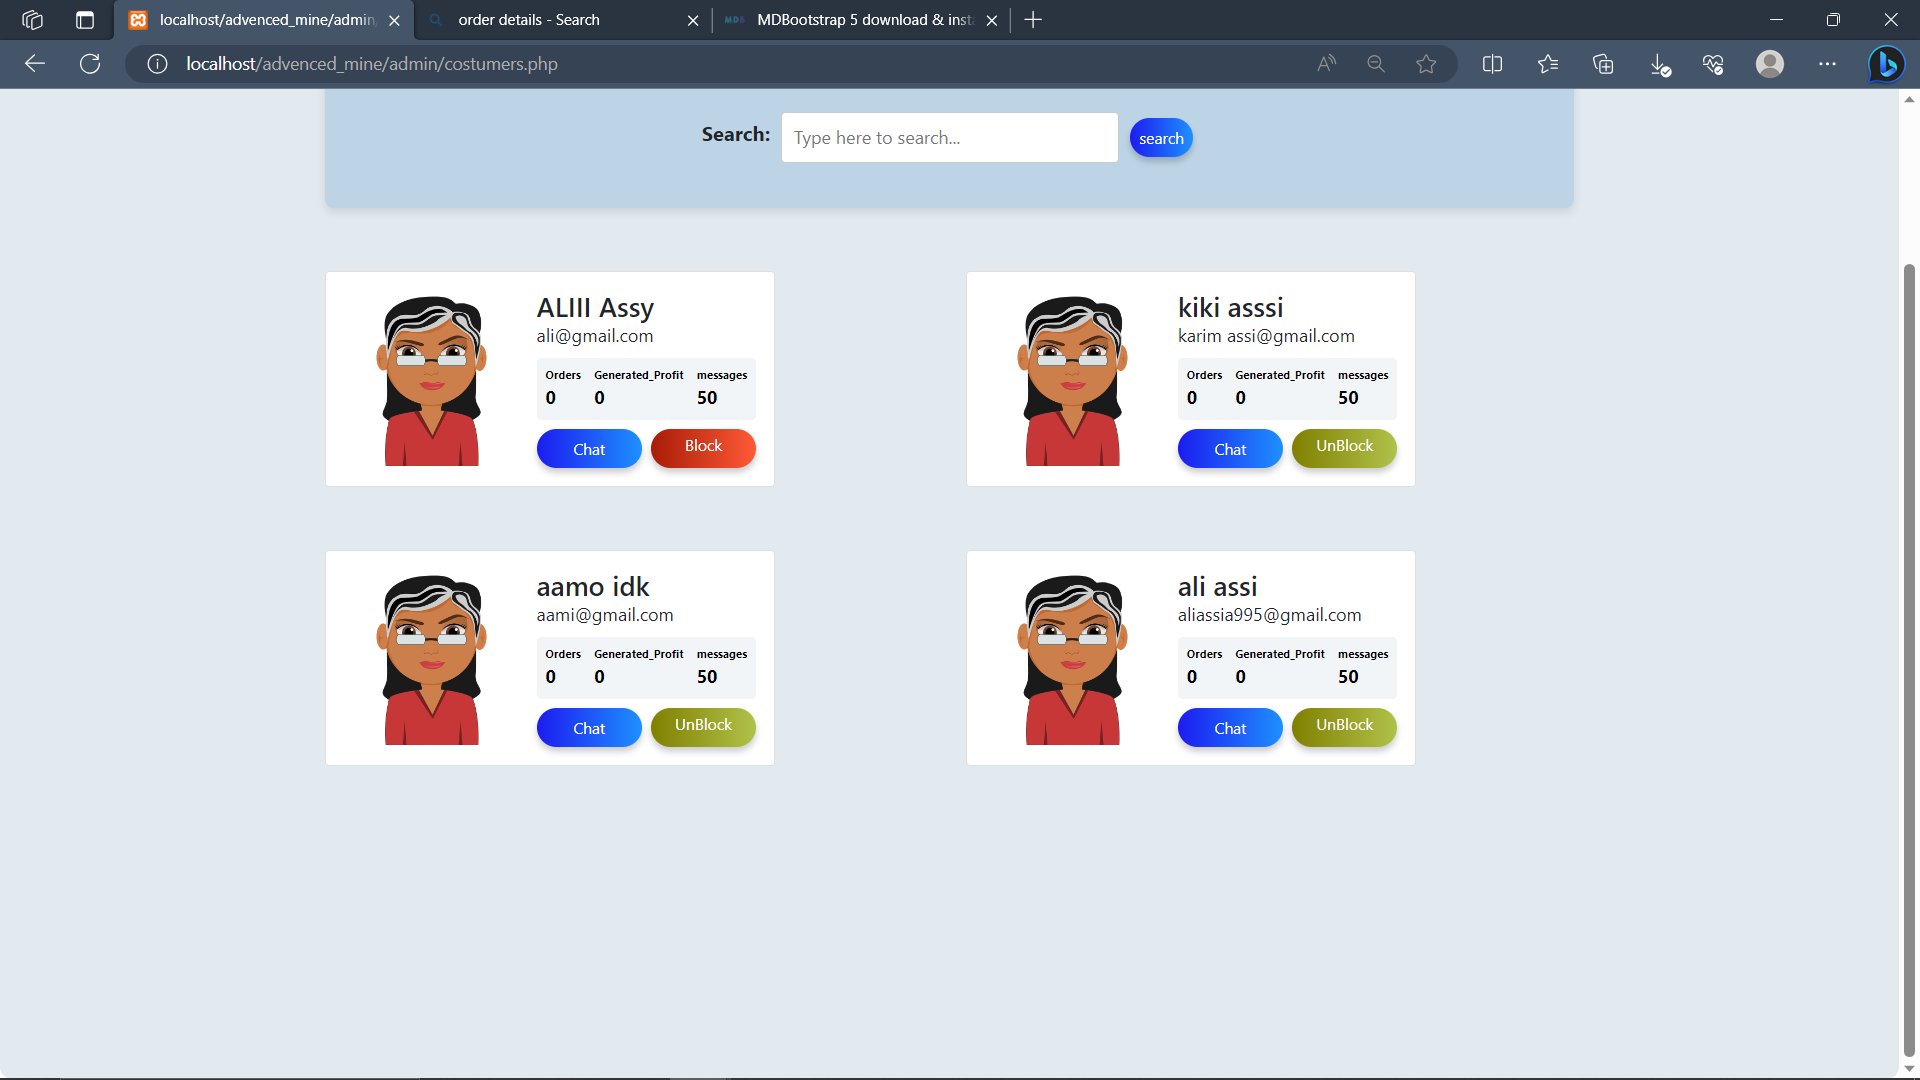 localhost/advenced_mine/admin
order details - Search
MDBootstrap 5 download & inst
localhost/advenced_mine/admin/costumers.php
Search:
Type here to search...
search
ALIII Assy
ali@gmail.com
Orders Generated_Profit messages
0 0 50
Chat Block
kiki asssi
karim assi@gmail.com
Orders Generated_Profit messages
0 0 50
Chat UnBlock
aamo idk
aami@gmail.com
Orders Generated_Profit messages
0 0 50
Chat UnBlock
ali assi
aliassia995@gmail.com
Orders Generated_Profit messages
0 0 50
Chat UnBlock